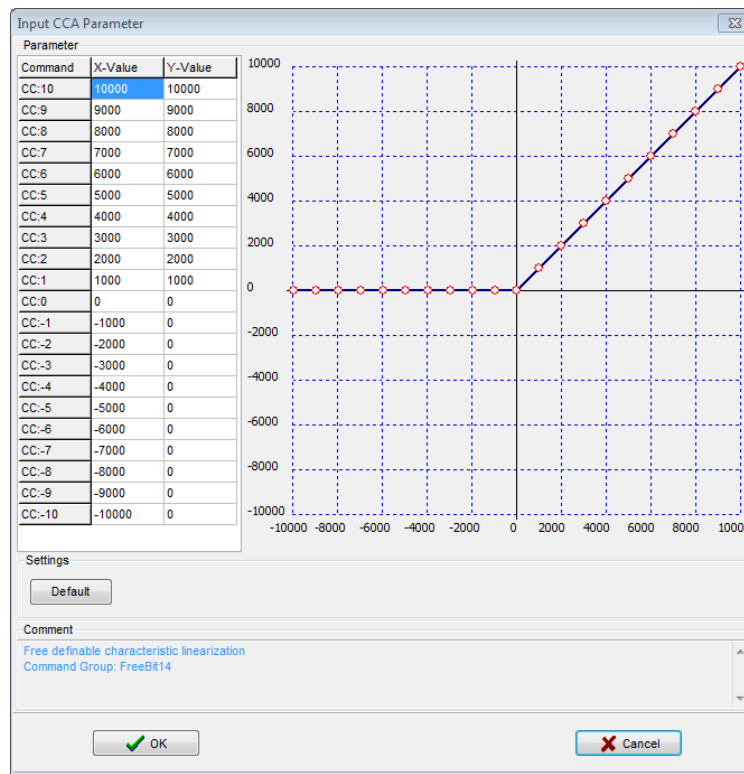 Input CCA Parameter
Parameter
Command X-Value Y-Value
CC:10 10000 10000
CC:9 9000 9000
CC:8 8000 8000
CC:7 7000 7000
CC:6 6000 6000
CC:5 5000 5000
CC:4 4000 4000
CC:3 3000 3000
CC:2 2000 2000
CC:1 1000 1000
CC:0 0 0
CC:-1 -1000 0
CC:-2 -2000 0
CC:-3 -3000 0
CC:-4 -4000 0
CC:-5 -5000 0
CC:-6 -6000 0
CC:-7 -7000 0
CC:-8 -8000 0
CC:-9 -9000 0
CC:-10 -10000 0
10000
8000
6000
4000
2000
0
-2000
-4000
-6000
-8000
-10000
-10000 -8000 -6000 -4000 -2000 0 2000 4000 6000 8000 1000
Settings
Default
Comment
Free definable characteristic linearization
Command Group: FreeBit14
OK
Cancel